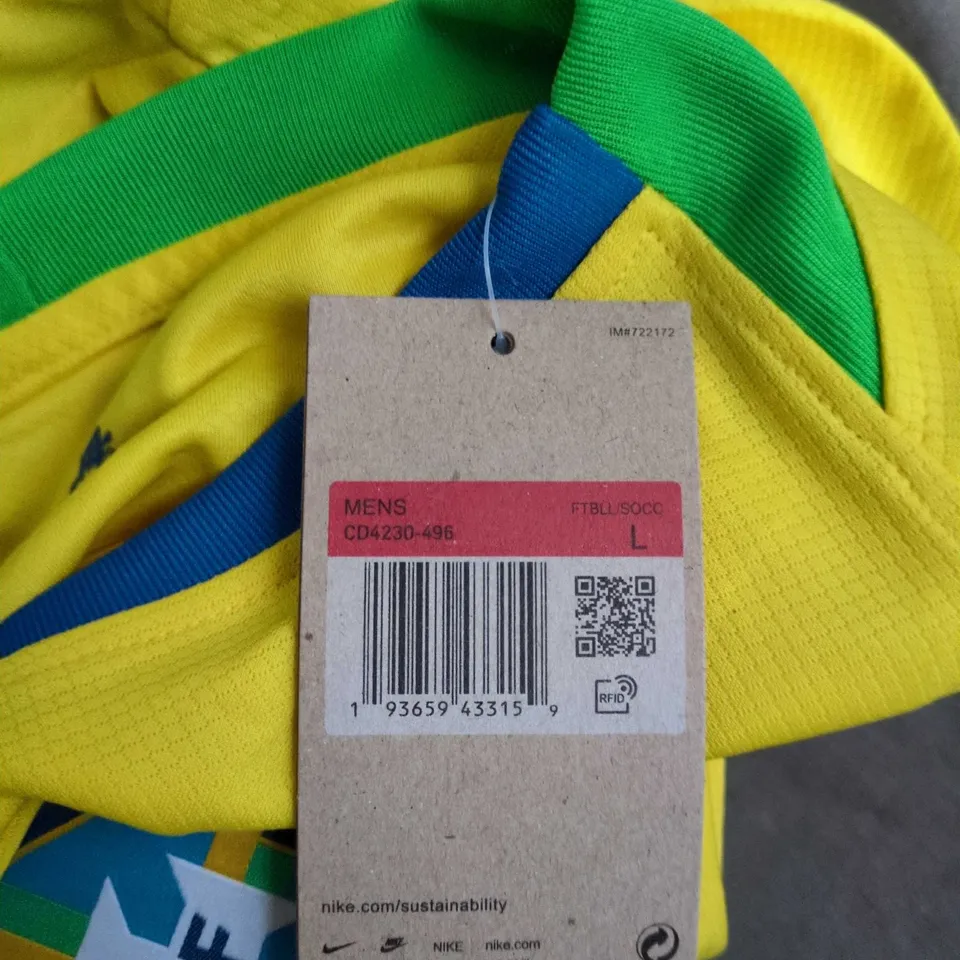 IM#722172
MENS
FTBLL/SOCC
CD4230-496
L
1 93659 43315 9
RFID
nike.com/sustainability
NIKE
nike.com